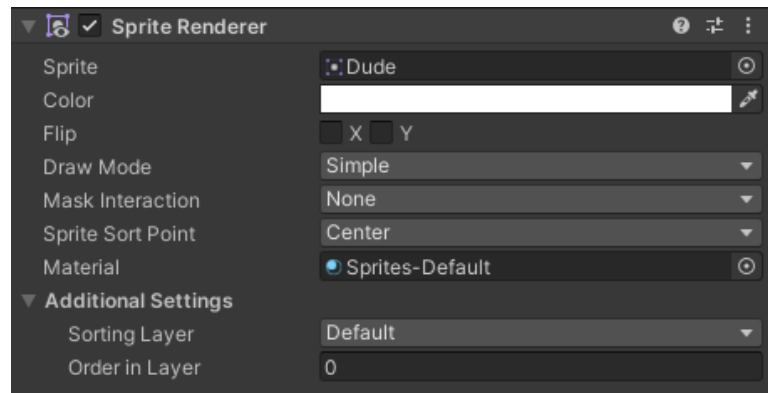 Sprite Renderer
Sprite Dude
Color
Flip X Y
Draw Mode Simple
Mask Interaction None
Sprite Sort Point Center
Material Sprites-Default
Additional Settings
Sorting Layer Default
Order in Layer 0